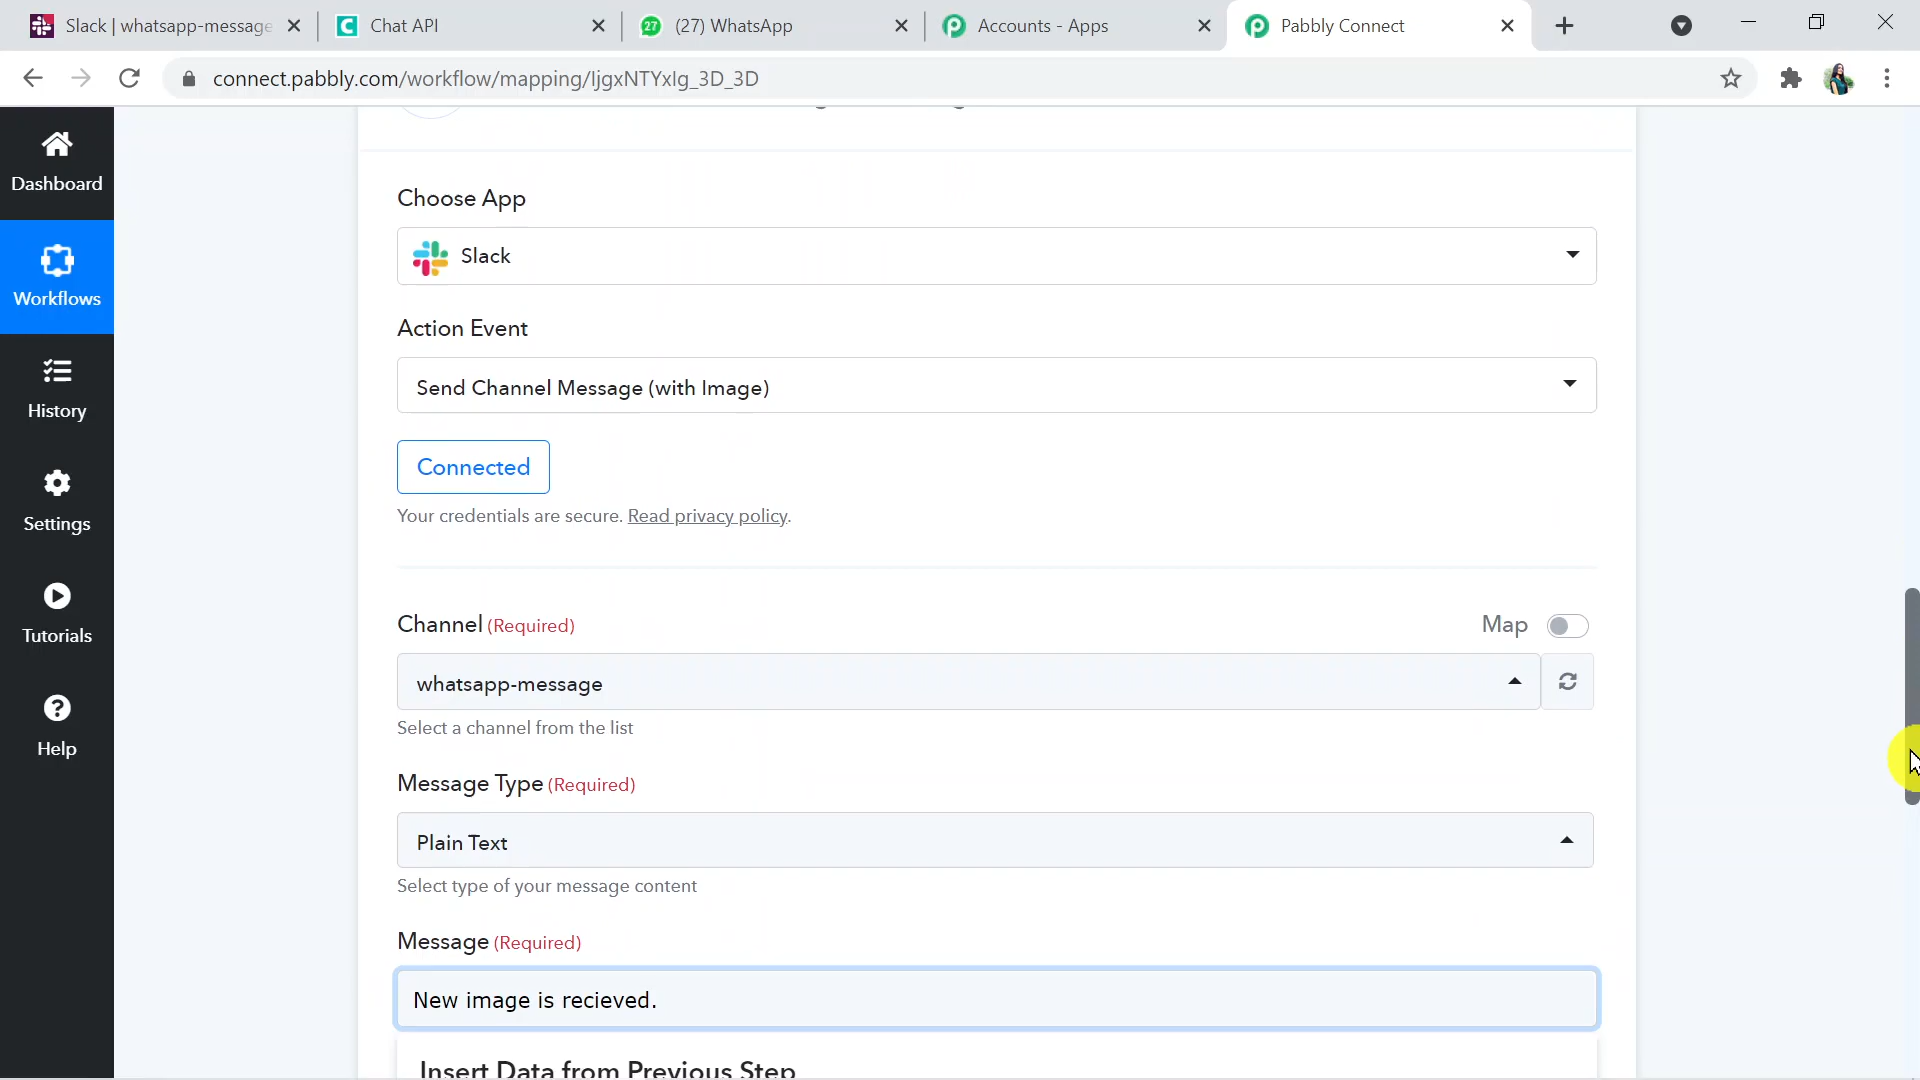 Slack | whatsapp-message
Chat API
27
(27) WhatsApp
Accounts - Apps
Pabbly Connect
connect.pabbly.com/workflow/mapping/IjgxNTYxIg_3D_3D
Dashboard
Workflows
History
Settings
Tutorials
Help
Choose App
Slack
Action Event
Send Channel Message (with Image)
Connected
Your credentials are secure. Read privacy policy.
Channel (Required)
Map
whatsapp-message
Select a channel from the list
Message Type (Required)
Plain Text
Select type of your message content
Message (Required)
New image is recieved.
Insert Data from Previous Step